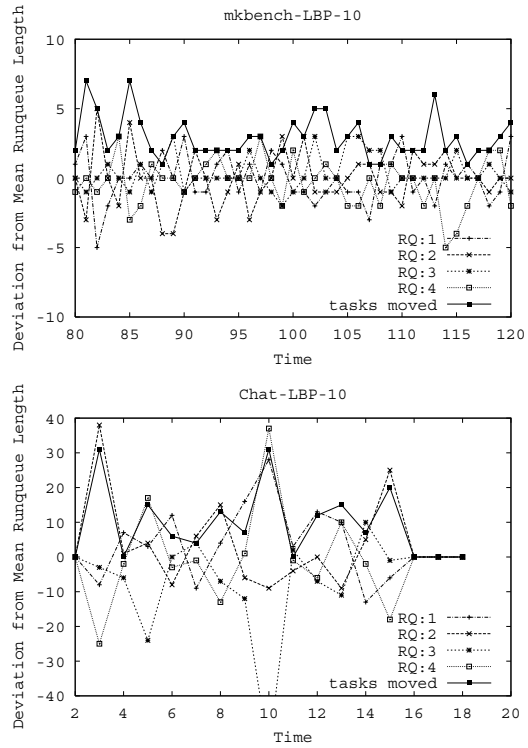 mkbench-LBP-10
Deviation from Mean Runqueue Length
10
5
0
-5
-10
RQ:1
RQ:2
RQ:3
RQ:4
tasks moved
80 85 90 95 100 105 110 115 120
Time
Chat-LBP-10
Deviation from Mean Runqueue Length
40
30
20
10
0
-10
-20
-30
-40
RQ:1
RQ:2
RQ:3
RQ:4
tasks moved
2 4 6 8 10 12 14 16 18 20
Time